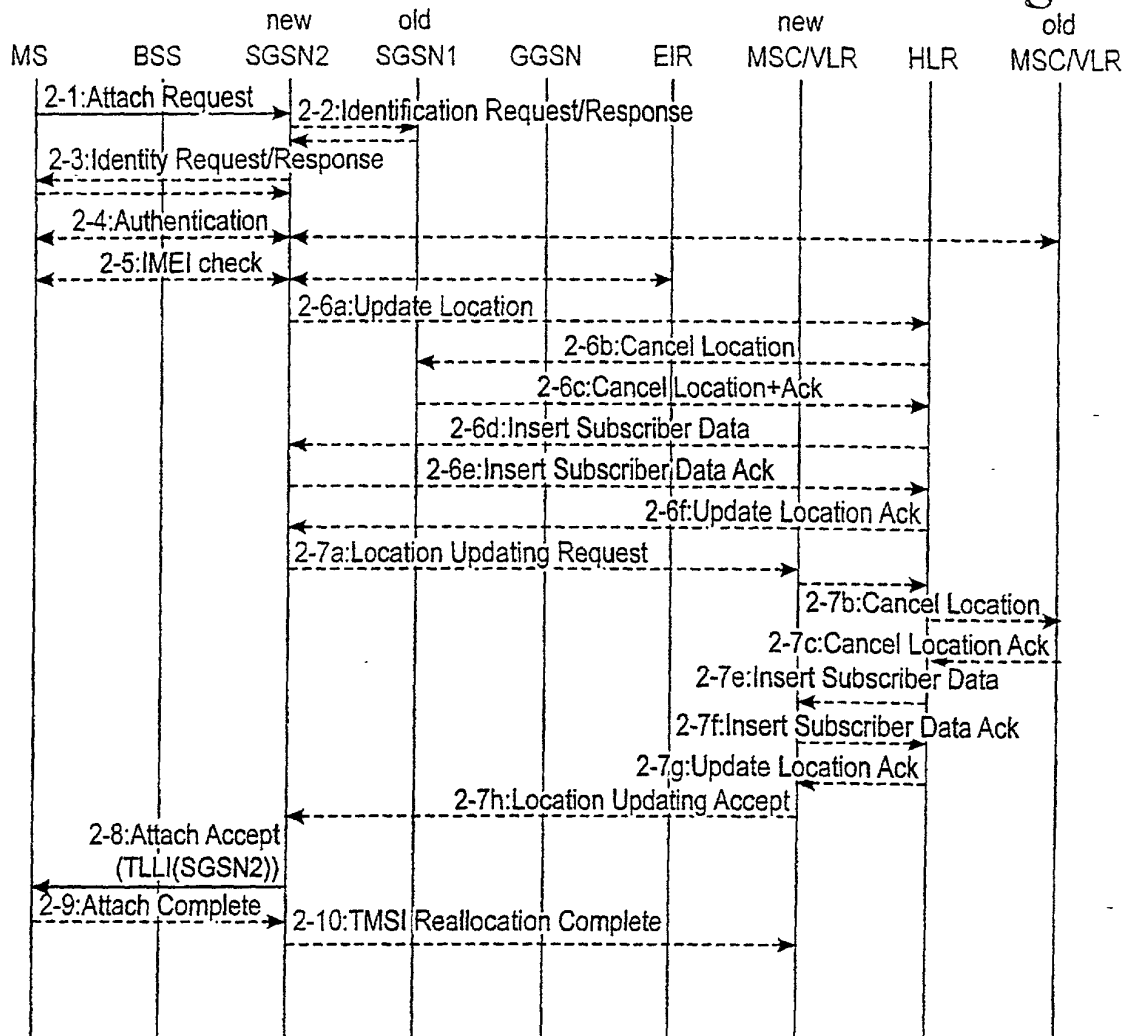 new old new old
MS BSS SGSN2 SGSN1 GGSN EIR MSC/VLR HLR MSC/VLR
2-1:Attach Request
2-2:Identification Request/Response
2-3:Identity Request/Response
2-4:Authentication
2-5:IMEI check
2-6a:Update Location
2-6b:Cancel Location
2-6c:Cancel Location+Ack
2-6d:Insert Subscriber Data
2-6e:Insert Subscriber Data Ack
2-6f:Update Location Ack
2-7a:Location Updating Request
2-7b:Cancel Location
2-7c:Cancel Location Ack
2-7e:Insert Subscriber Data
2-7f:Insert Subscriber Data Ack
2-7g:Update Location Ack
2-7h:Location Updating Accept
2-8:Attach Accept
(TLLI(SGSN2))
2-9:Attach Complete
2-10:TMSI Reallocation Complete